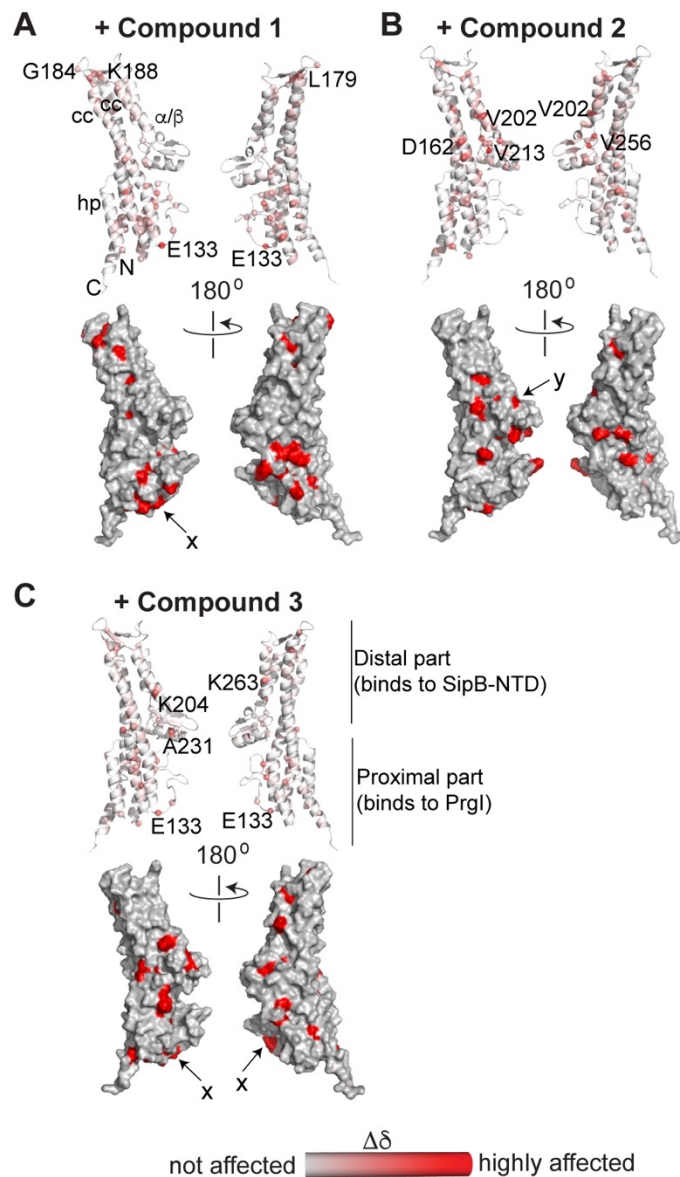 A
+ Compound 1
G184
K188
L179
cc
cc
α/β
hp
E133
E133
N
C
180°
x
B
+ Compound 2
V202
V202
D162
V213
V256
180°
y
C
+ Compound 3
K263
K204
A231
E133
E133
Distal part
(binds to SipB-NTD)
Proximal part
(binds to PrgI)
180°
x
x
Δδ
not affected
highly affected